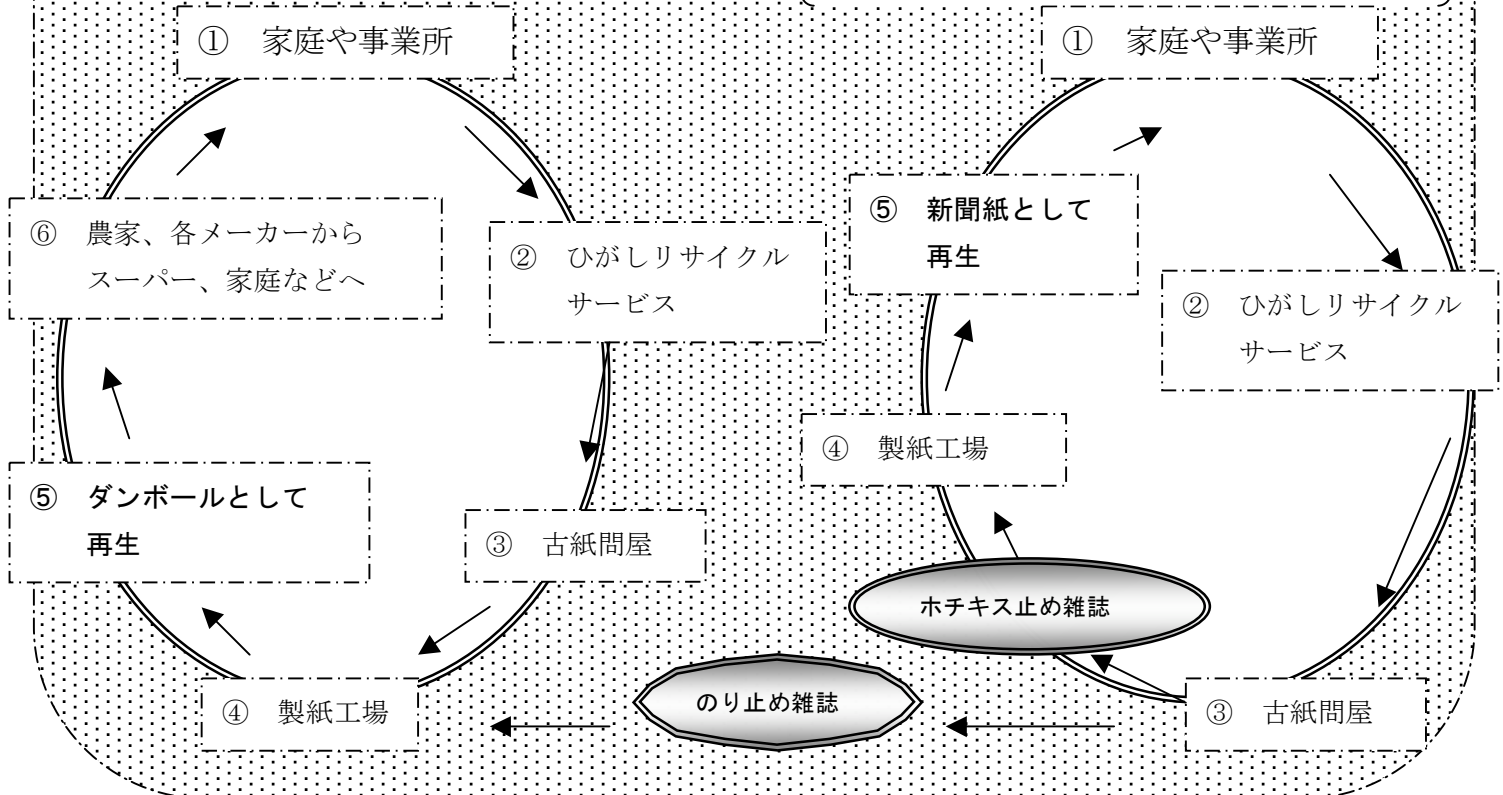 ① 家庭や事業所
② ひがしリサイクル
サービス
③ 古紙問屋
④ 製紙工場
⑤ ダンボールとして
再生
⑥ 農家、各メーカーから
スーパー、家庭などへ
① 家庭や事業所
② ひがしリサイクル
サービス
③ 古紙問屋
ホチキス止め雑誌
のり止め雑誌
④ 製紙工場
⑤ 新聞紙として
再生